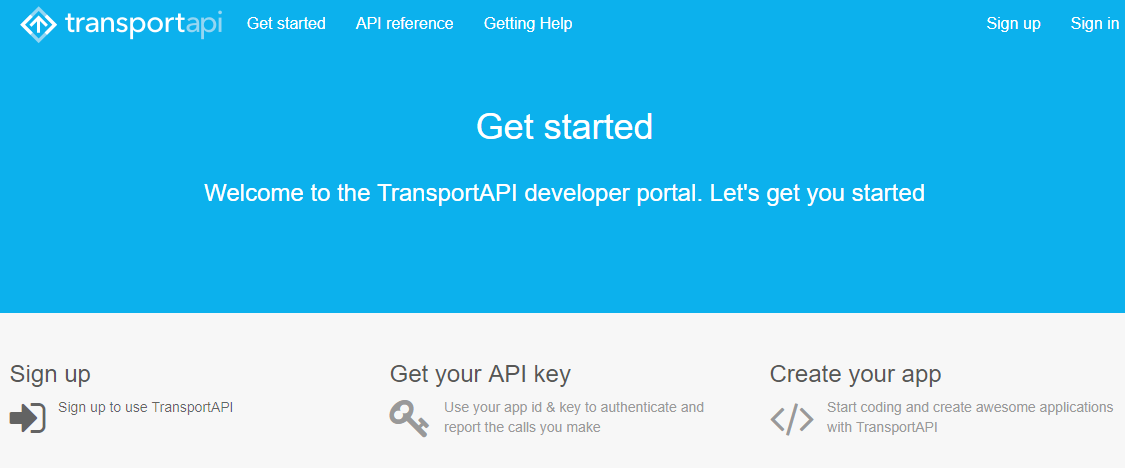 transportapi Get started API reference Getting Help Sign up Sign in
Get started
Welcome to the TransportAPI developer portal. Let's get you started
Sign up
Sign up to use TransportAPI
Get your API key
Use your app id & key to authenticate and
report the calls you make
Create your app
Start coding and create awesome applications
with TransportAPI